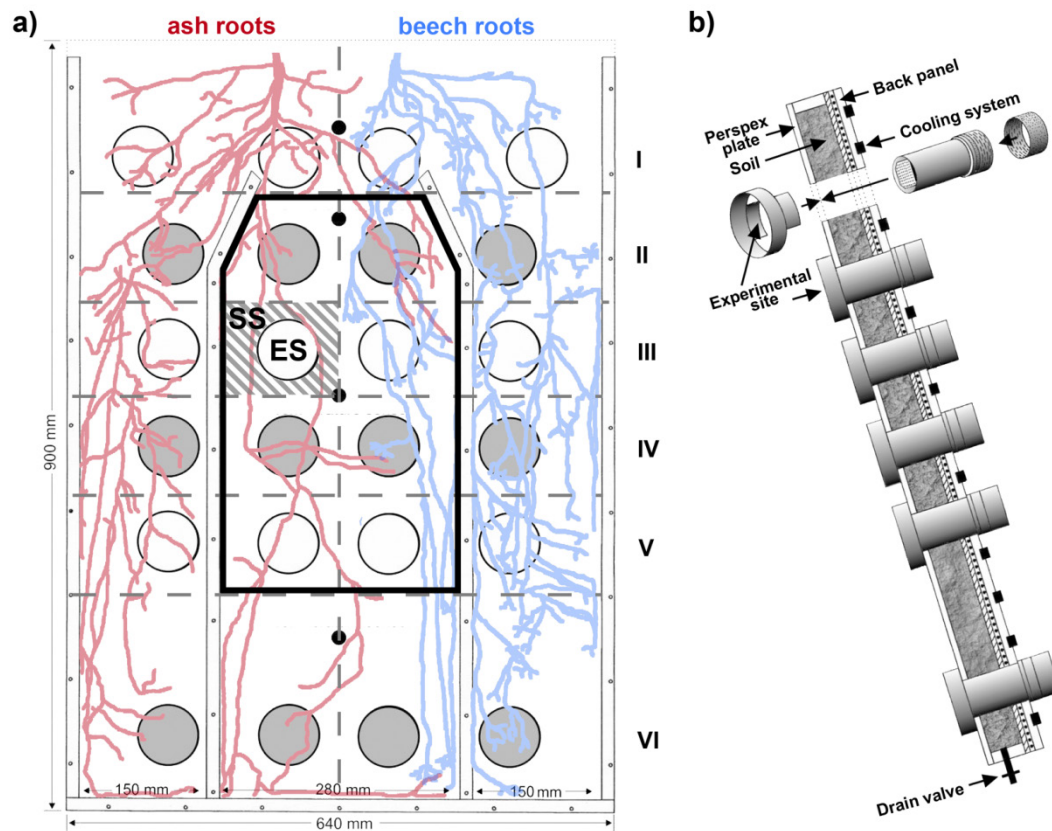 a)
ash roots
beech roots
I
II
SS
ES
III
IV
V
VI
900 mm
150 mm
280 mm
150 mm
640 mm
b)
Back panel
Cooling system
Perspex
plate
Soil
Experimental
site
Drain valve